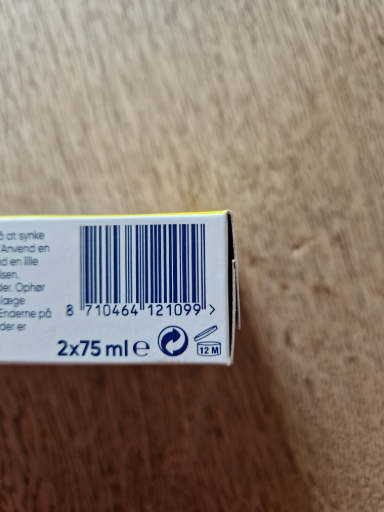 å at synke
Anvend en
d en lille
lsen.
der. Ophør
læge
Enderne på
der er
8 710464 121099 >
2x75 ml ℮
12 M